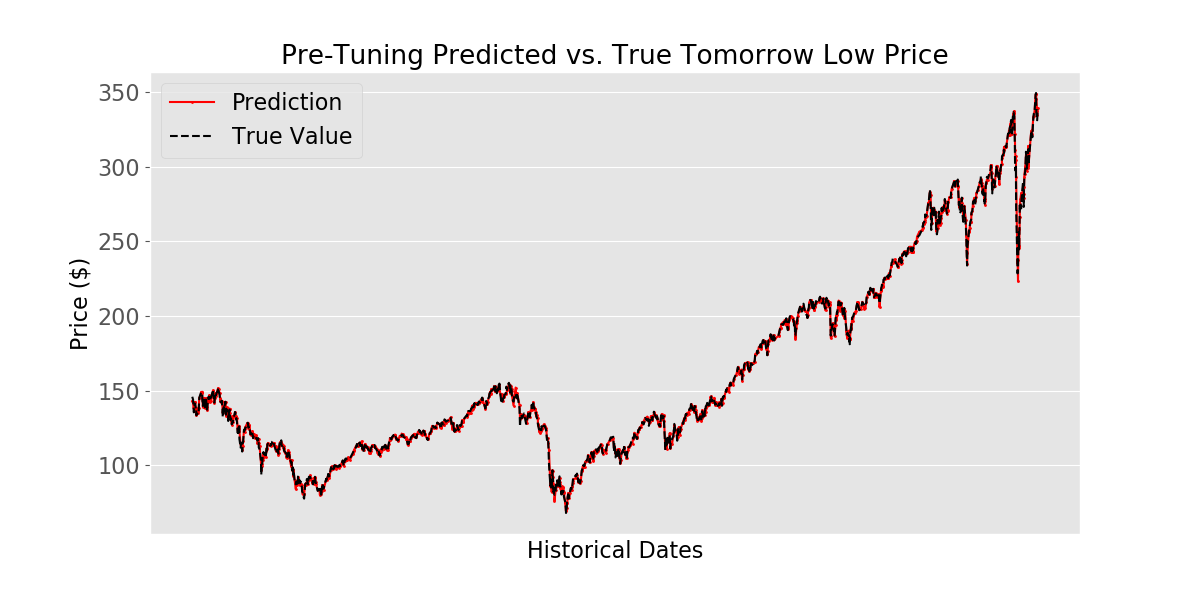 Pre-Tuning Predicted vs. True Tomorrow Low Price
350
Prediction
True Value
300
250
200
150
100
Price ($)
Historical Dates